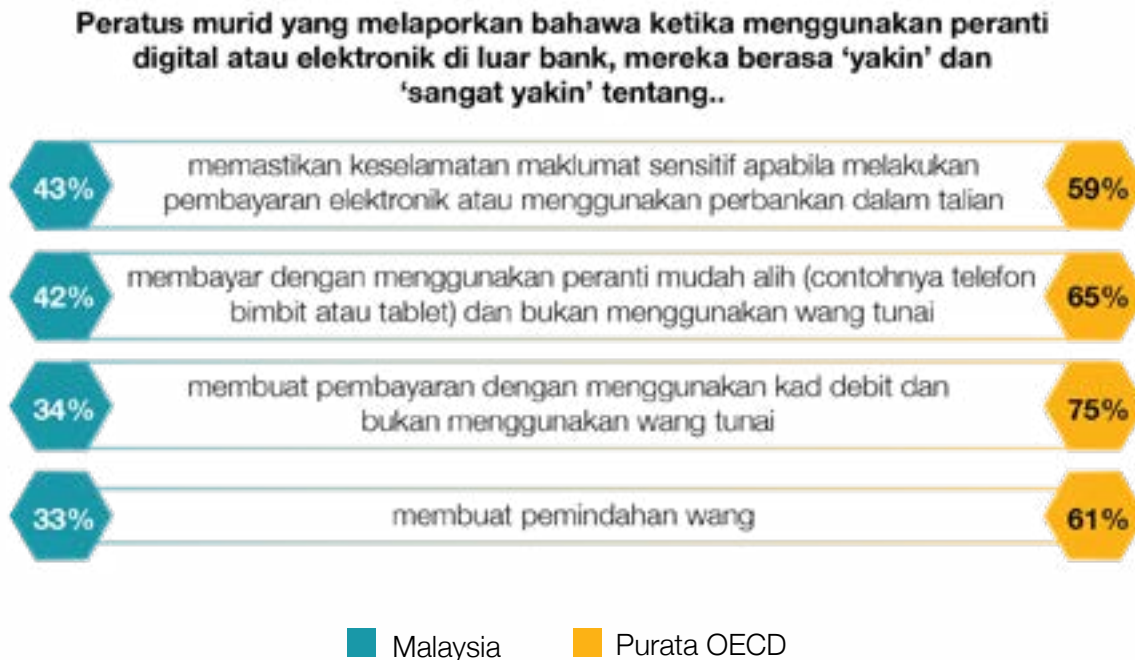 Peratus murid yang melaporkan bahawa ketika menggunakan peranti
digital atau elektronik di luar bank, mereka berasa ‘yakin’ dan
‘sangat yakin’ tentang..
43%
memastikan keselamatan maklumat sensitif apabila melakukan
pembayaran elektronik atau menggunakan perbankan dalam talian
59%
42%
membayar dengan menggunakan peranti mudah alih (contohnya telefon
bimbit atau tablet) dan bukan menggunakan wang tunai
65%
34%
membuat pembayaran dengan menggunakan kad debit dan
bukan menggunakan wang tunai
75%
33%
membuat pemindahan wang
61%
Malaysia
Purata OECD